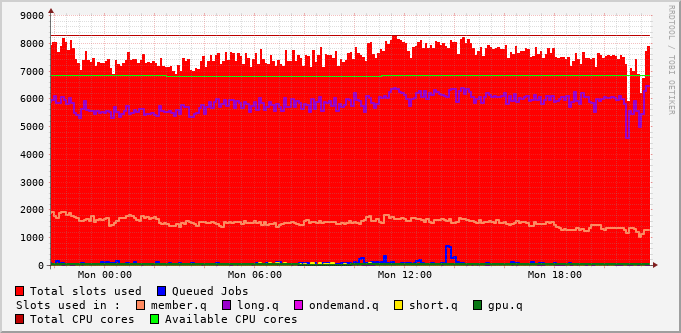 9000
8000
7000
6000
5000
4000
3000
2000
1000
0
Mon 00:00 Mon 06:00 Mon 12:00 Mon 18:00
RRDTOOL / TOBI OETIKER
Total slots used Queued Jobs
Slots used in : member.q long.q ondemand.q short.q gpu.q
Total CPU cores Available CPU cores